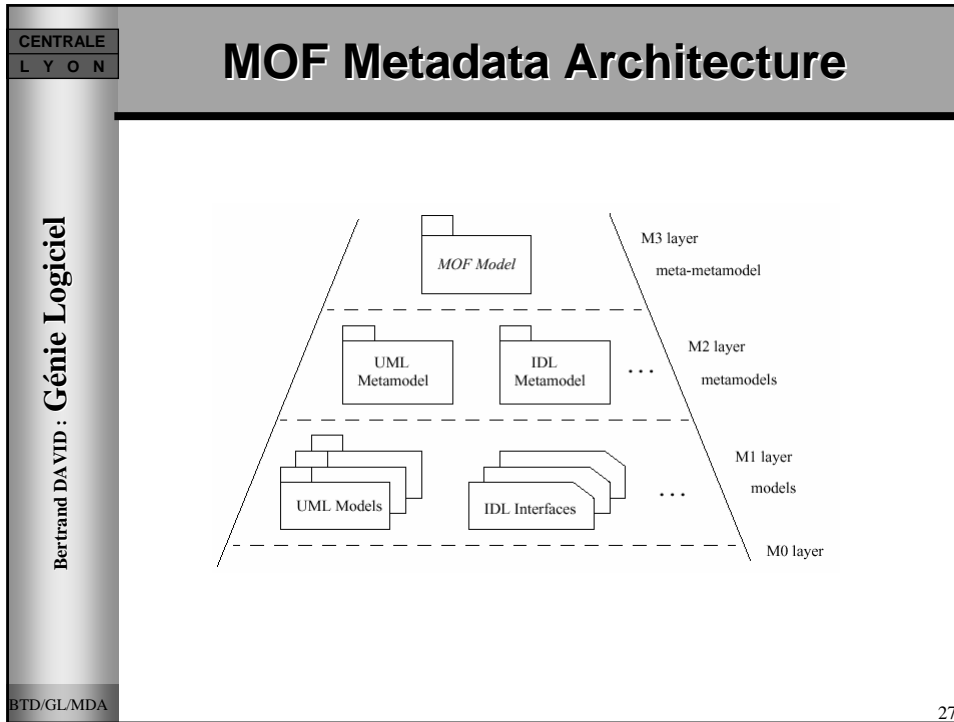 CENTRALE
L Y O N
MOF Metadata Architecture
Bertrand DAVID : Génie Logiciel
MOF Model
M3 layer
meta-metamodel
UML
Metamodel
IDL
Metamodel
...
M2 layer
metamodels
UML Models
IDL Interfaces
...
M1 layer
models
M0 layer
BTD/GL/MDA
27